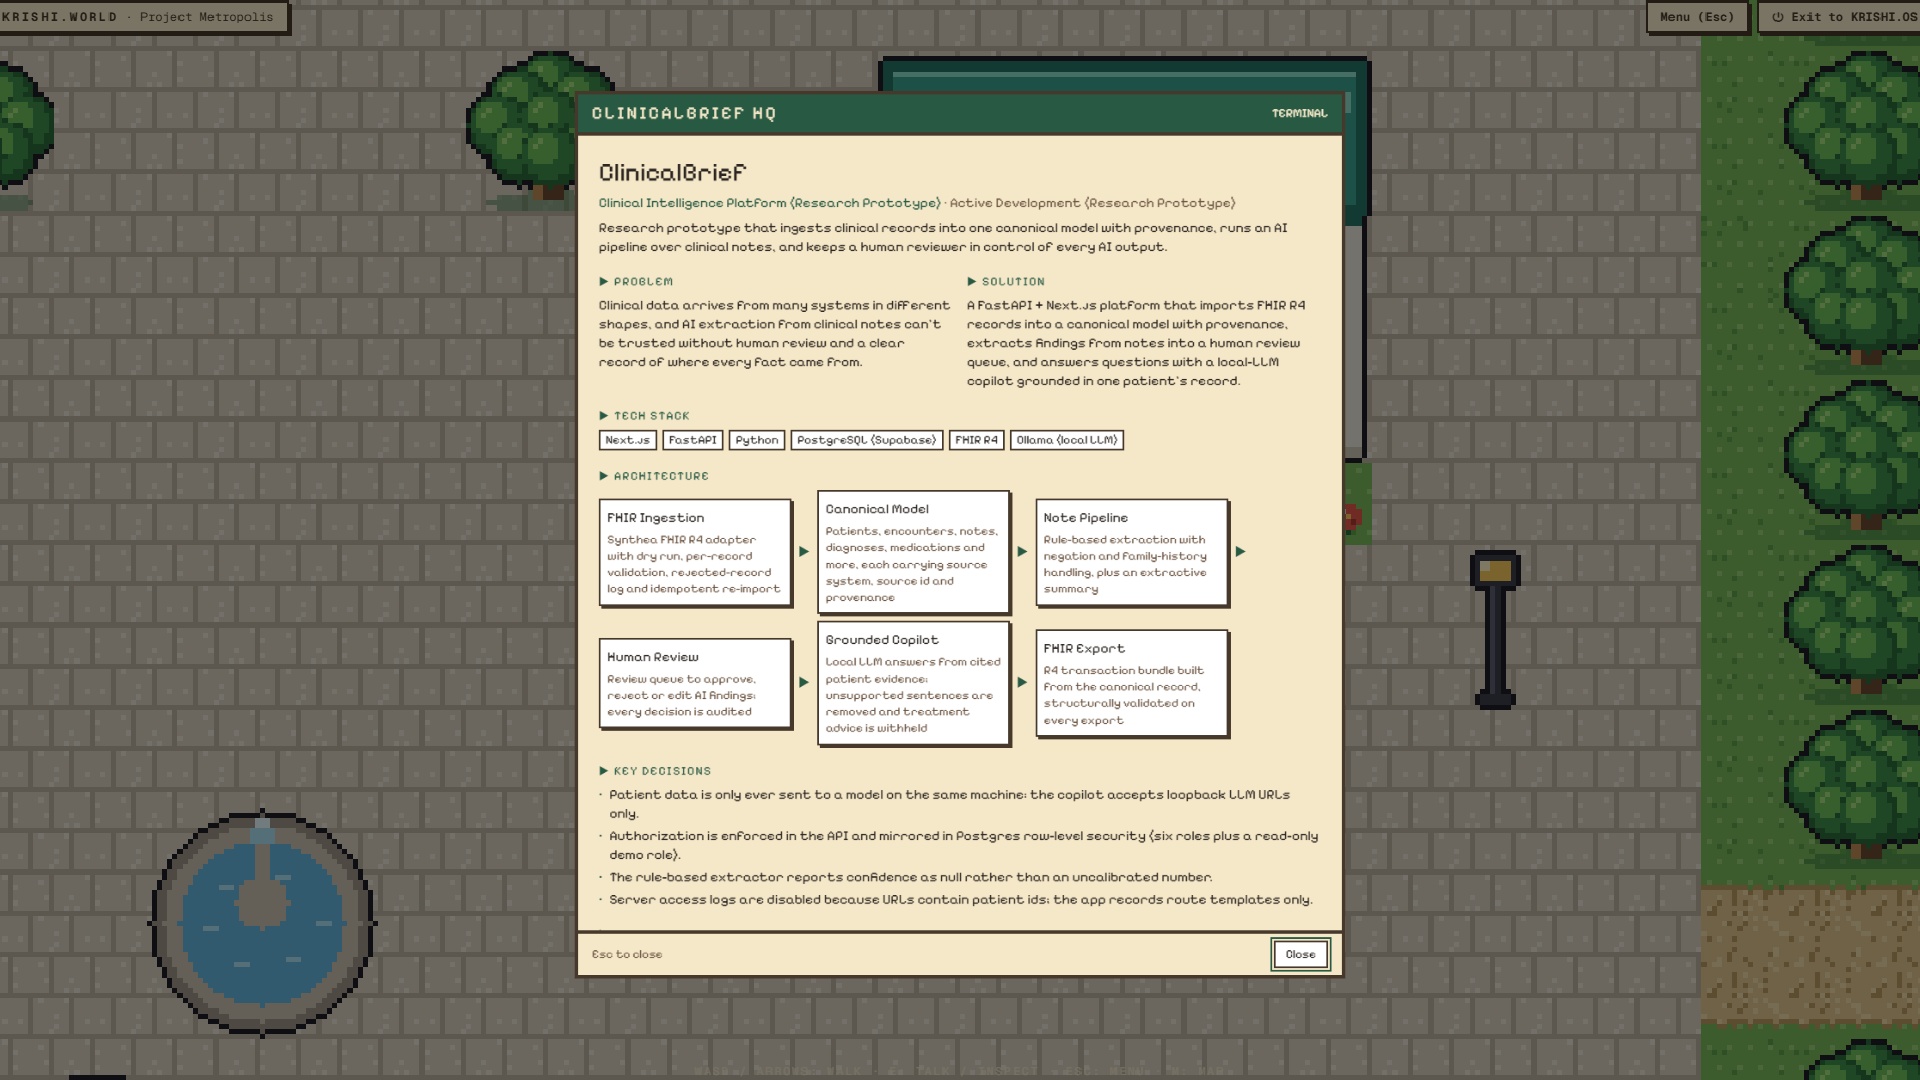 KRISHI.WORLD · Project Metropolis
Menu (Esc)
Exit to KRISHI.OS
CLINICALBRIEF HQ
TERMINAL
ClinicalBrief
Clinical Intelligence Platform (Research Prototype) · Active Development (Research Prototype)
Research prototype that ingests clinical records into one canonical model with provenance, runs an AI
pipeline over clinical notes, and keeps a human reviewer in control of every AI output.
▶ PROBLEM
Clinical data arrives from many systems in different
shapes, and AI extraction from clinical notes can't
be trusted without human review and a clear
record of where every fact came from.
▶ SOLUTION
A FastAPI + Next.js platform that imports FHIR R4
records into a canonical model with provenance,
extracts findings from notes into a human review
queue, and answers questions with a local-LLM
copilot grounded in one patient's record.
▶ TECH STACK
Next.js FastAPI Python PostgreSQL (Supabase) FHIR R4 Ollama (local LLM)
▶ ARCHITECTURE
FHIR Ingestion
Synthea FHIR R4 adapter
with dry run, per-record
validation, rejected-record
log and idempotent re-import
Canonical Model
Patients, encounters, notes,
diagnoses, medications and
more, each carrying source
system, source id and
provenance
Note Pipeline
Rule-based extraction with
negation and family-history
handling, plus an extractive
summary
Human Review
Review queue to approve,
reject or edit AI findings;
every decision is audited
Grounded Copilot
Local LLM answers from cited
patient evidence;
unsupported sentences are
removed and treatment
advice is withheld
FHIR Export
R4 transaction bundle built
from the canonical record,
structurally validated on
every export
▶ KEY DECISIONS
· Patient data is only ever sent to a model on the same machine: the copilot accepts loopback LLM URLs
only.
· Authorization is enforced in the API and mirrored in Postgres row-level security (six roles plus a read-only
demo role).
· The rule-based extractor reports confidence as null rather than an uncalibrated number.
· Server access logs are disabled because URLs contain patient ids; the app records route templates only.
Esc to close
Close